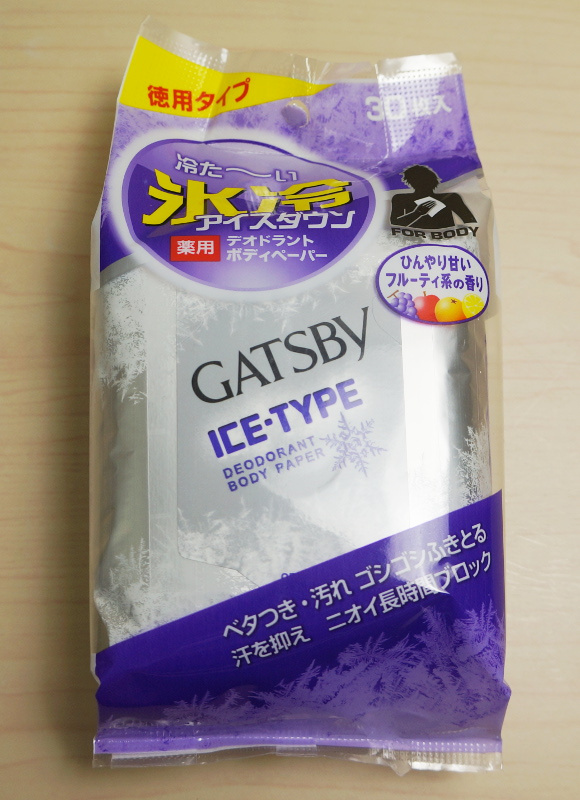 徳用タイプ
30枚入
冷た〜い
氷冷
アイスダウン
薬用
デオドラント
ボディペーパー
FOR BODY
ひんやり甘い
フルーティ系の香り
GATSBY
ICE-TYPE
DEODORANT
BODY PAPER
ベタつき・汚れ ゴシゴシふきとる
汗を抑え ニオイ長時間ブロック